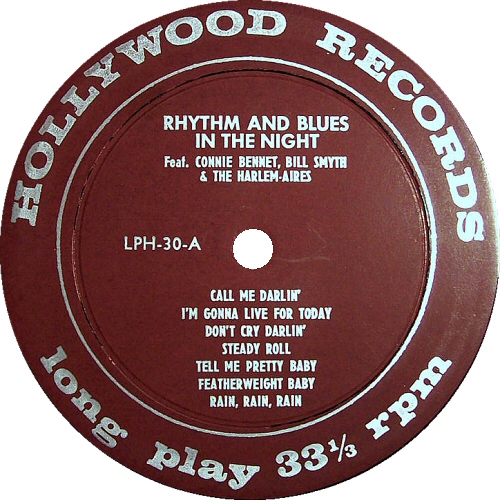 HOLLYWOOD RECORDS
RHYTHM AND BLUES
IN THE NIGHT
Feat. CONNIE BENNET, BILL SMYTH
& THE HARLEM-AIRES
LPH-30-A
CALL ME DARLIN'
I'M GONNA LIVE FOR TODAY
DON'T CRY DARLIN'
STEADY ROLL
TELL ME PRETTY BABY
FEATHERWEIGHT BABY
RAIN, RAIN, RAIN
long play 33⅓ rpm